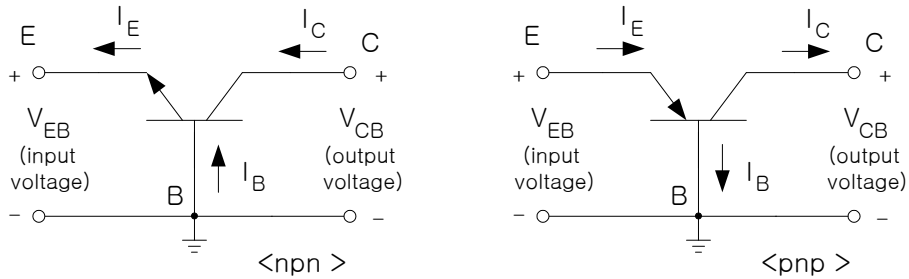 I_E I_C
E C
+ +
V_EB V_CB
(input (output
voltage) voltage)
I_B
B
− −
<npn >
I_E I_C
E C
+ +
V_EB V_CB
(input (output
voltage) voltage)
I_B
B
− −
<pnp >